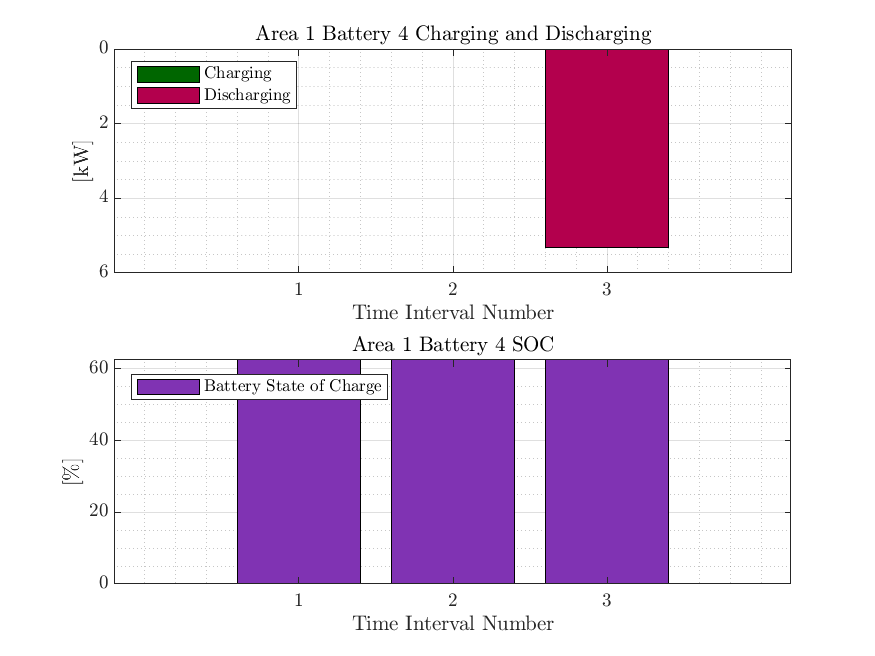 Area 1 Battery 4 Charging and Discharging
0
2
4
6
[kW]
Charging
Discharging
1 2 3
Time Interval Number
Area 1 Battery 4 SOC
60
40
20
0
[%]
Battery State of Charge
1 2 3
Time Interval Number